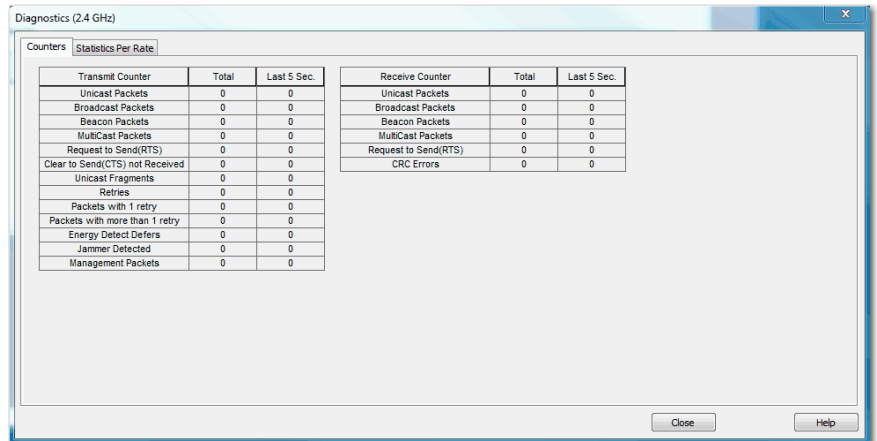 Diagnostics (2.4 GHz)
x
Counters Statistics Per Rate
Transmit Counter Total Last 5 Sec. Receive Counter Total Last 5 Sec.
Unicast Packets 0 0 Unicast Packets 0 0
Broadcast Packets 0 0 Broadcast Packets 0 0
Beacon Packets 0 0 Beacon Packets 0 0
MultiCast Packets 0 0 MultiCast Packets 0 0
Request to Send(RTS) 0 0 Request to Send(RTS) 0 0
Clear to Send(CTS) not Received 0 0 CRC Errors 0 0
Unicast Fragments 0 0
Retries 0 0
Packets with 1 retry 0 0
Packets with more than 1 retry 0 0
Energy Detect Defers 0 0
Jammer Detected 0 0
Management Packets 0 0
Close Help